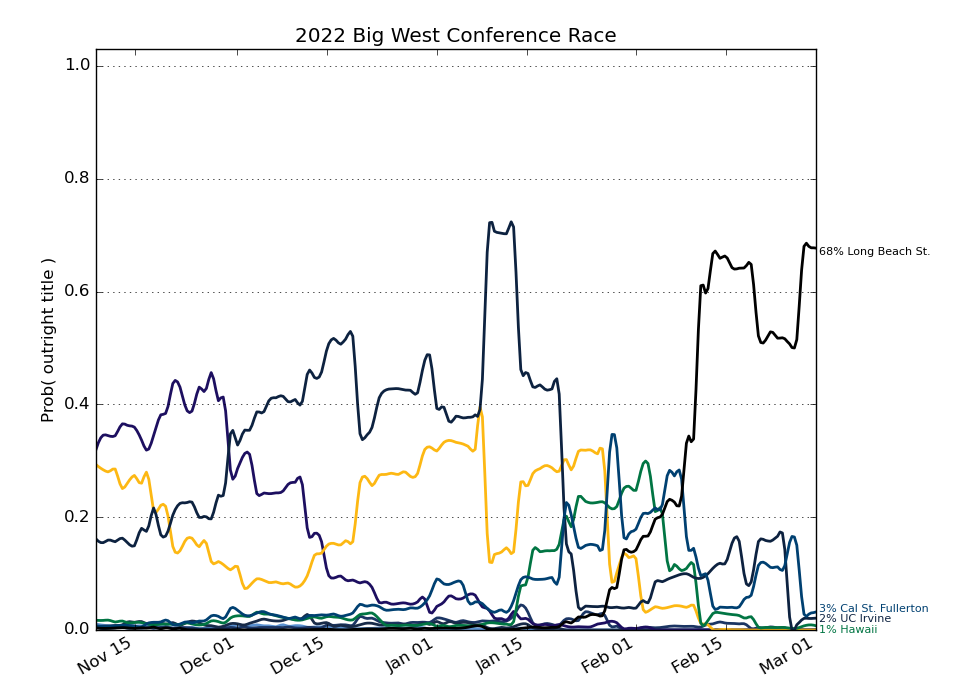 2022 Big West Conference Race
Prob( outright title )
1.0
0.8
0.6
0.4
0.2
0.0
Nov 15
Dec 01
Dec 15
Jan 01
Jan 15
Feb 01
Feb 15
Mar 01
68% Long Beach St.
3% Cal St. Fullerton
2% UC Irvine
1% Hawaii